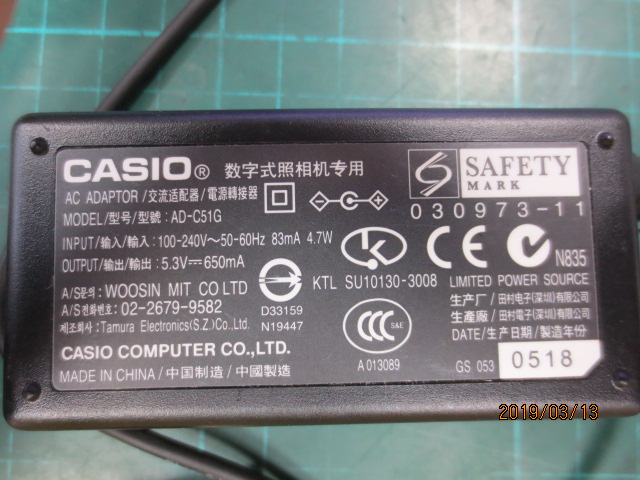 CASIO® 数字式照相机专用
AC ADAPTOR/交流适配器/電源轉接器
MODEL/型号/型號: AD-C51G
INPUT/输入/輸入: 100-240V～50-60Hz 83mA 4.7W
OUTPUT/输出/輸出: 5.3V⎓650mA
A/S문의: WOOSIN MIT CO LTD
A/S전화번호: 02-2679-9582
제조회사: Tamura Electronics(S.Z.)Co.,Ltd.
CASIO COMPUTER CO.,LTD.
MADE IN CHINA/中国制造/中國製造
D33159
N19447
S SAFETY
MARK
030973-11
N835
KTL SU10130-3008
LIMITED POWER SOURCE
生产厂/田村电子(深圳)有限公司
生產廠/田村電子(深圳)有限公司
DATE/生产日期/製造年份
CCC S&E
A013089
GS 053
0518
2019/03/13